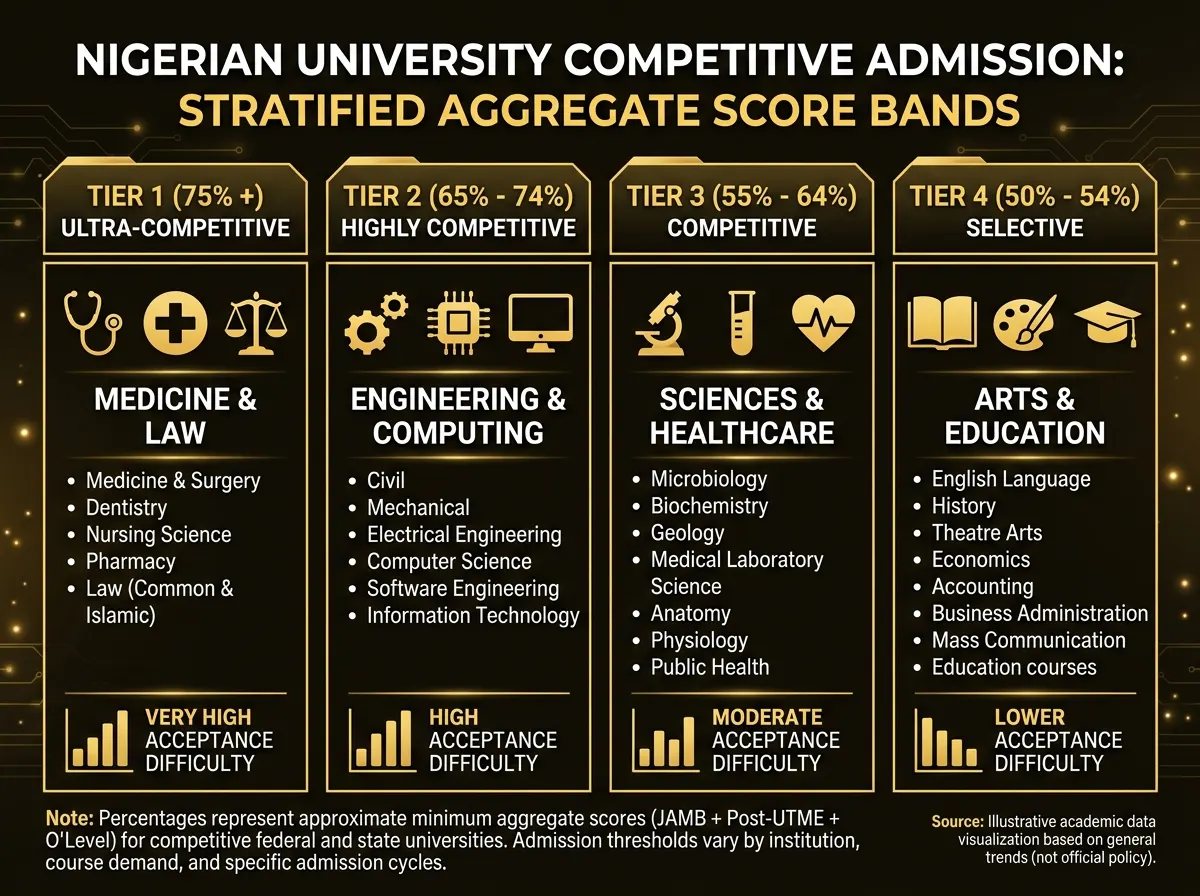 NIGERIAN UNIVERSITY COMPETITIVE ADMISSION:
STRATIFIED AGGREGATE SCORE BANDS
TIER 1 (75% +)
ULTRA-COMPETITIVE
MEDICINE &
LAW
• Medicine & Surgery
• Dentistry
• Nursing Science
• Pharmacy
• Law (Common &
Islamic)
VERY HIGH
ACCEPTANCE
DIFFICULTY
TIER 2 (65% - 74%)
HIGHLY COMPETITIVE
ENGINEERING &
COMPUTING
• Civil
• Mechanical
• Electrical Engineering
• Computer Science
• Software Engineering
• Information Technology
HIGH
ACCEPTANCE
DIFFICULTY
TIER 3 (55% - 64%)
COMPETITIVE
SCIENCES &
HEALTHCARE
• Microbiology
• Biochemistry
• Geology
• Medical Laboratory
Science
• Anatomy
• Physiology
• Public Health
MODERATE
ACCEPTANCE
DIFFICULTY
TIER 4 (50% - 54%)
SELECTIVE
ARTS &
EDUCATION
• English Language
• History
• Theatre Arts
• Economics
• Accounting
• Business Administration
• Mass Communication
• Education courses
LOWER
ACCEPTANCE
DIFFICULTY
Note: Percentages represent approximate minimum aggregate scores (JAMB + Post-UTME +
O'Level) for competitive federal and state universities. Admission thresholds vary by institution,
course demand, and specific admission cycles.
Source: Illustrative academic data
visualization based on general
trends (not official policy).